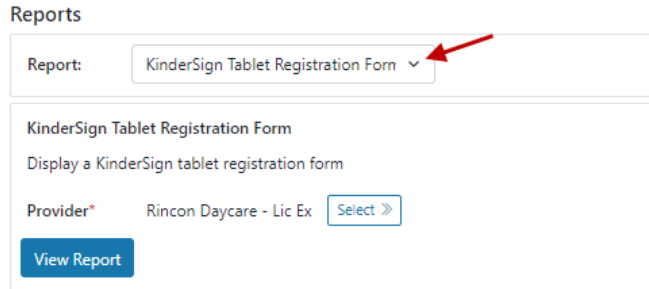 Reports
Report: KinderSign Tablet Registration Form
KinderSign Tablet Registration Form
Display a KinderSign tablet registration form
Provider* Rincon Daycare - Lic Ex Select »
View Report